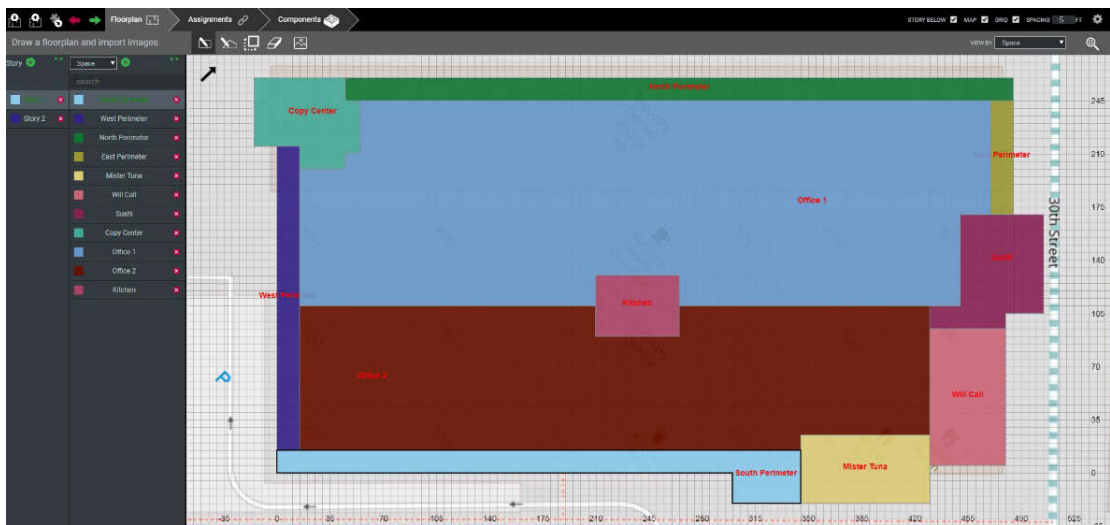 Floorplan
Assignments
Components
STORY BELOW MAP GRID SPACING 5 FT
Draw a floorplan and import images
VIEW BY Space
Story
Space
search
Story 2
West Perimeter
North Perimeter
East Perimeter
Mister Tuna
Will Call
Sushi
Copy Center
Office 1
Office 2
Kitchen
North Perimeter
Copy Center
Perimeter
Office 1
30th Street
Kitchen
Office 2
Will Call
Mister Tuna
South Perimeter
P
245
210
175
140
105
70
35
0
-35 0 35 70 105 140 175 210 245 280 315 350 385 420 455 490 525